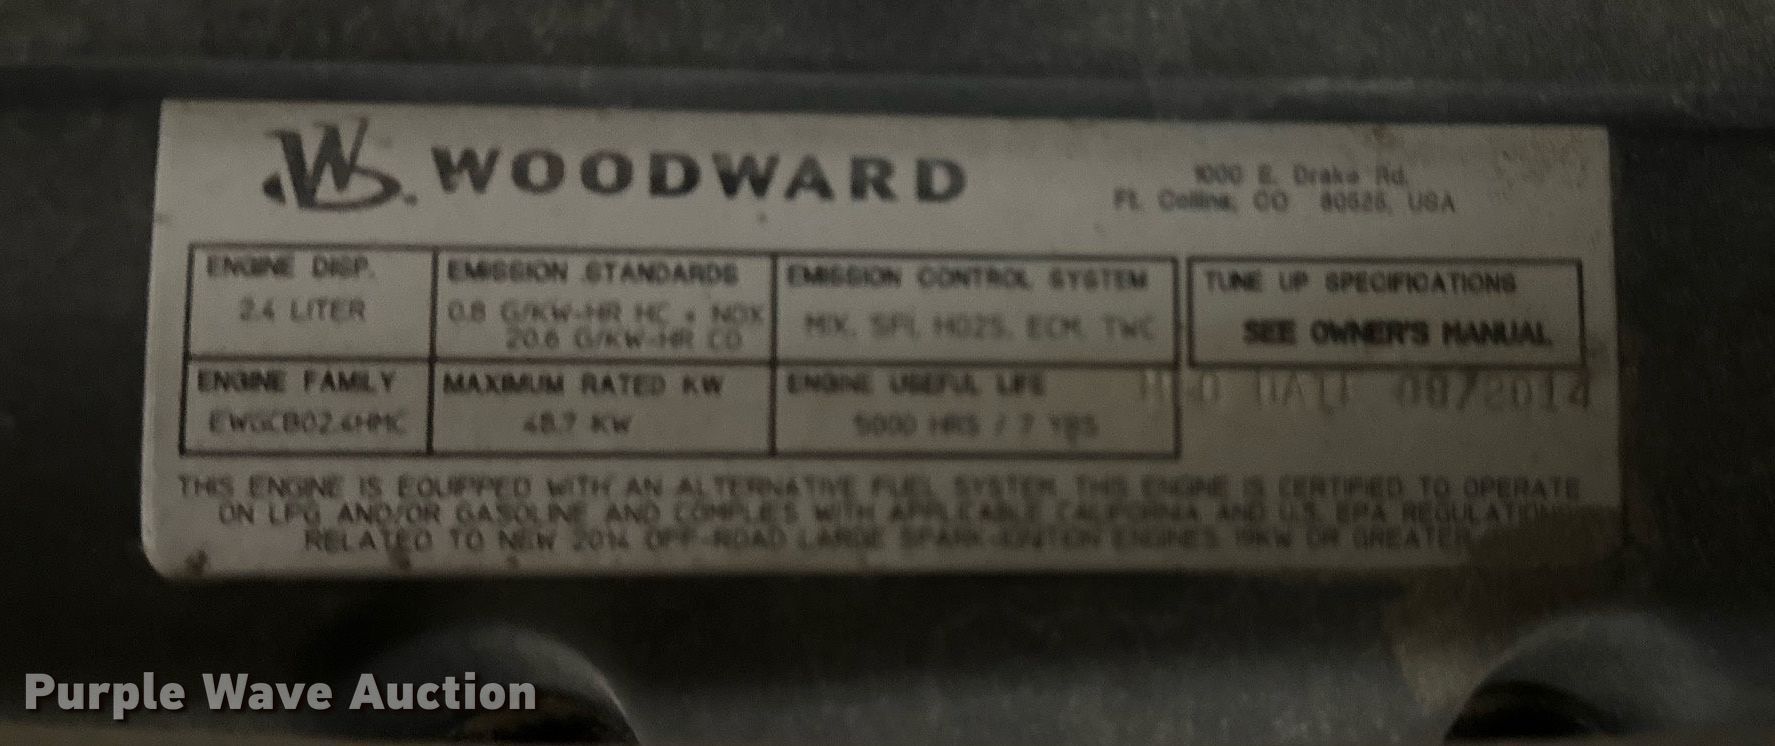 WOODWARD
1000 E. Drake Rd.
Ft. Collins, CO 80525, USA
ENGINE DISP.
2.4 LITER
EMISSION STANDARDS
0.8 G/KW-HR HC + NOX
20.6 G/KW-HR CO
EMISSION CONTROL SYSTEM
MIX, SFI, HO2S, ECM, TWC
TUNE UP SPECIFICATIONS
SEE OWNER'S MANUAL
ENGINE FAMILY
EWGCB02.4HMC
MAXIMUM RATED KW
48.7 KW
ENGINE USEFUL LIFE
5000 HRS / 7 YRS
DATE 08/2014
THIS ENGINE IS EQUIPPED WITH AN ALTERNATIVE FUEL SYSTEM. THIS ENGINE IS CERTIFIED TO OPERATE
ON LPG AND/OR GASOLINE AND COMPLIES WITH APPLICABLE CALIFORNIA AND U.S. EPA REGULATIONS
RELATED TO NEW 2014 OFF-ROAD LARGE SPARK-IGNITION ENGINES 19KW OR GREATER
Purple Wave Auction